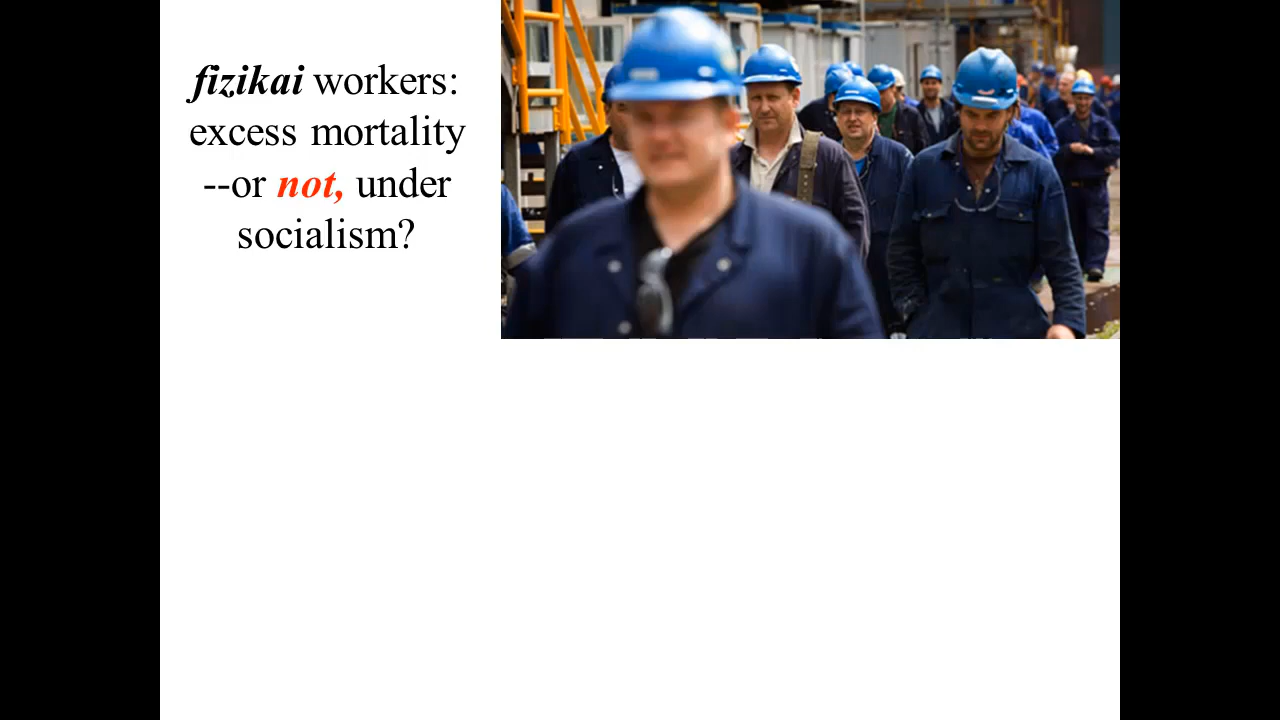 fizikai workers:
excess mortality
--or not, under
socialism?